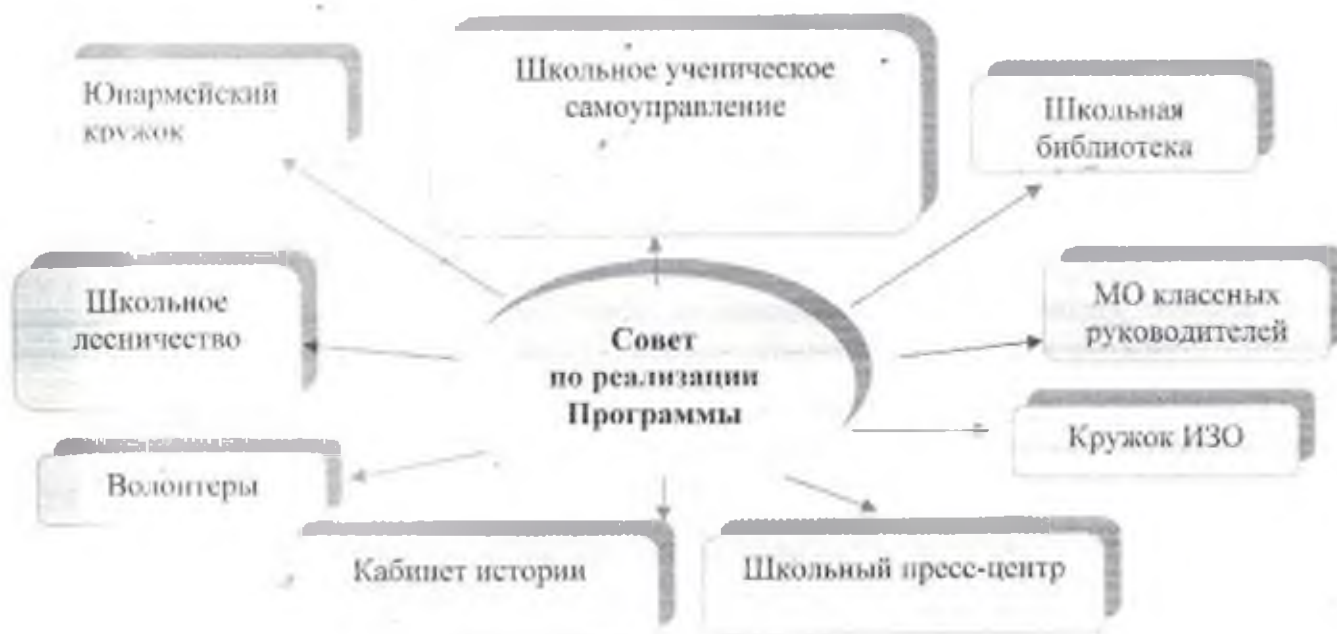 Юнармейский
кружок
Школьное ученическое
самоуправление
Школьная
библиотека
Школьное
лесничество
Совет
по реализации
Программы
МО классных
руководителей
Кружок ИЗО
Волонтеры
Кабинет истории
Школьный пресс-центр